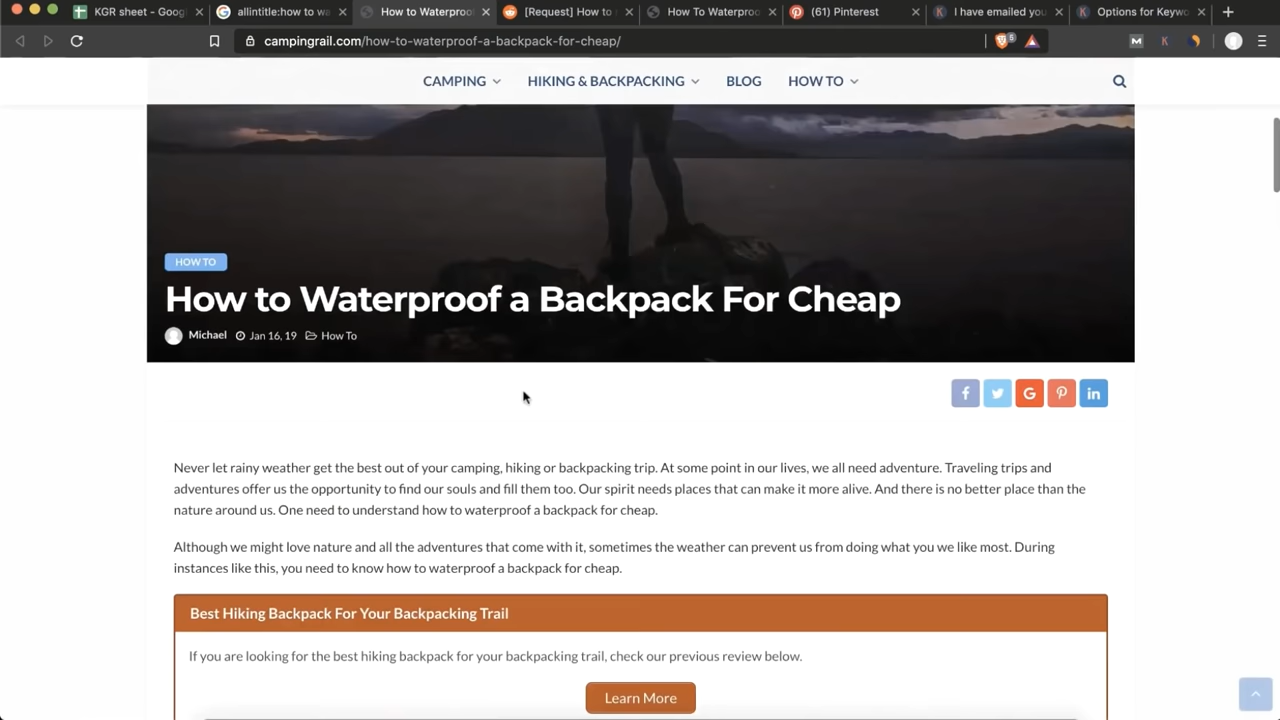 KGR sheet - Googl
allintitle:how to wa
How to Waterproo
[Request] How to
How To Waterproo
(61) Pinterest
I have emailed you
Options for Keywo
campingrail.com/how-to-waterproof-a-backpack-for-cheap/
5
M
K
CAMPING
HIKING & BACKPACKING
BLOG
HOW TO
HOW TO
How to Waterproof a Backpack For Cheap
Michael Jan 16, 19 How To
f
G
in
Never let rainy weather get the best out of your camping, hiking or backpacking trip. At some point in our lives, we all need adventure. Traveling trips and
adventures offer us the opportunity to find our souls and fill them too. Our spirit needs places that can make it more alive. And there is no better place than the
nature around us. One need to understand how to waterproof a backpack for cheap.
Although we might love nature and all the adventures that come with it, sometimes the weather can prevent us from doing what you we like most. During
instances like this, you need to know how to waterproof a backpack for cheap.
Best Hiking Backpack For Your Backpacking Trail
If you are looking for the best hiking backpack for your backpacking trail, check our previous review below.
Learn More